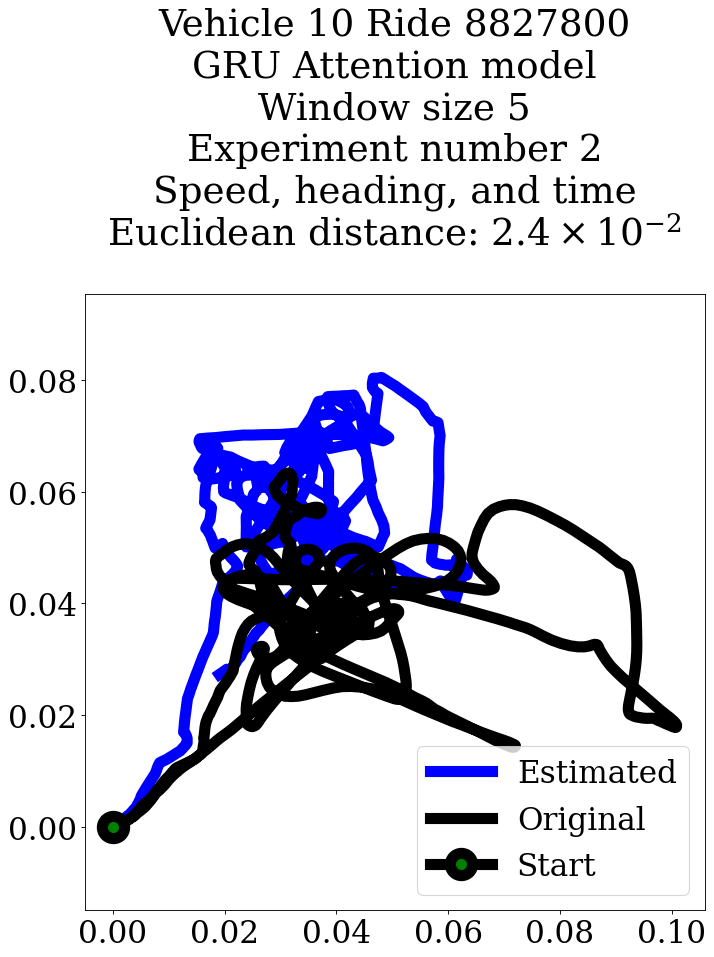 Vehicle 10 Ride 8827800
GRU Attention model
Window size 5
Experiment number 2
Speed, heading, and time
Euclidean distance: 2.4 × 10⁻²
0.08
0.06
0.04
0.02
0.00
Estimated
Original
Start
0.00 0.02 0.04 0.06 0.08 0.10